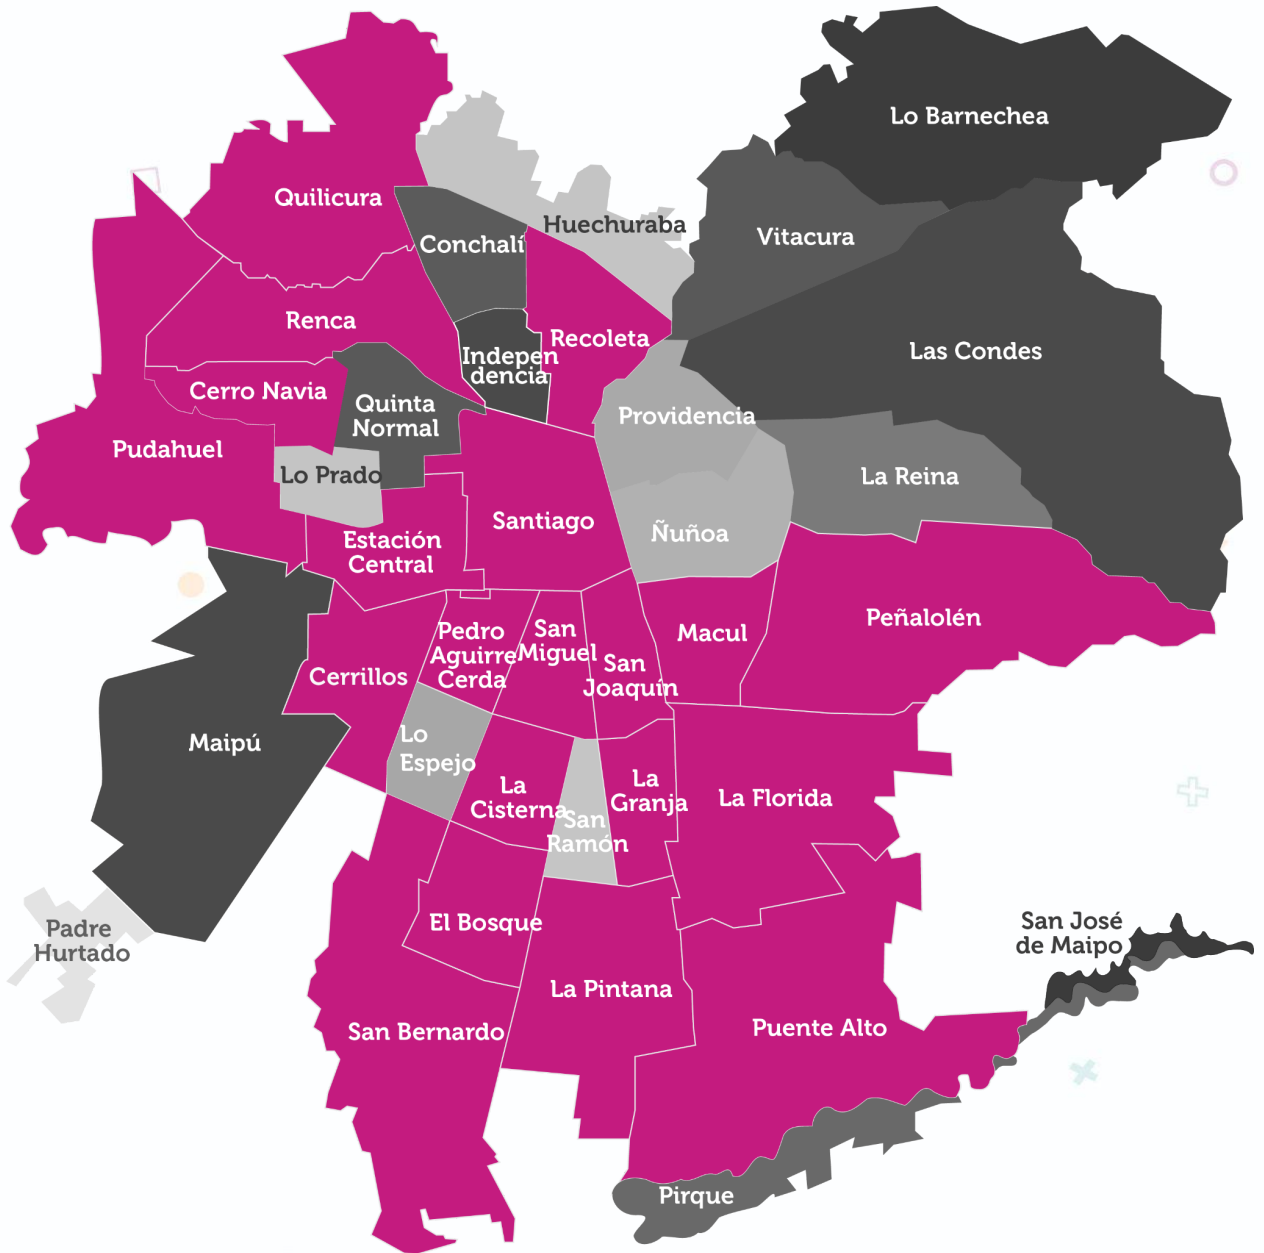 Lo Barnechea
Quilicura
Huechuraba
Conchalí
Vitacura
Renca
Recoleta
Indepen
dencia
Las Condes
Cerro Navia
Quinta
Normal
Providencia
Pudahuel
Lo Prado
La Reina
Santiago
Ñuñoa
Estación
Central
Peñalolén
Pedro
Aguirre
Cerda
San
Miguel
Macul
San
Joaquín
Cerrillos
Maipú
Lo
Espejo
La
Cisterna
La
Granja
La Florida
San
Ramón
El Bosque
Padre
Hurtado
San José
de Maipo
La Pintana
San Bernardo
Puente Alto
Pirque